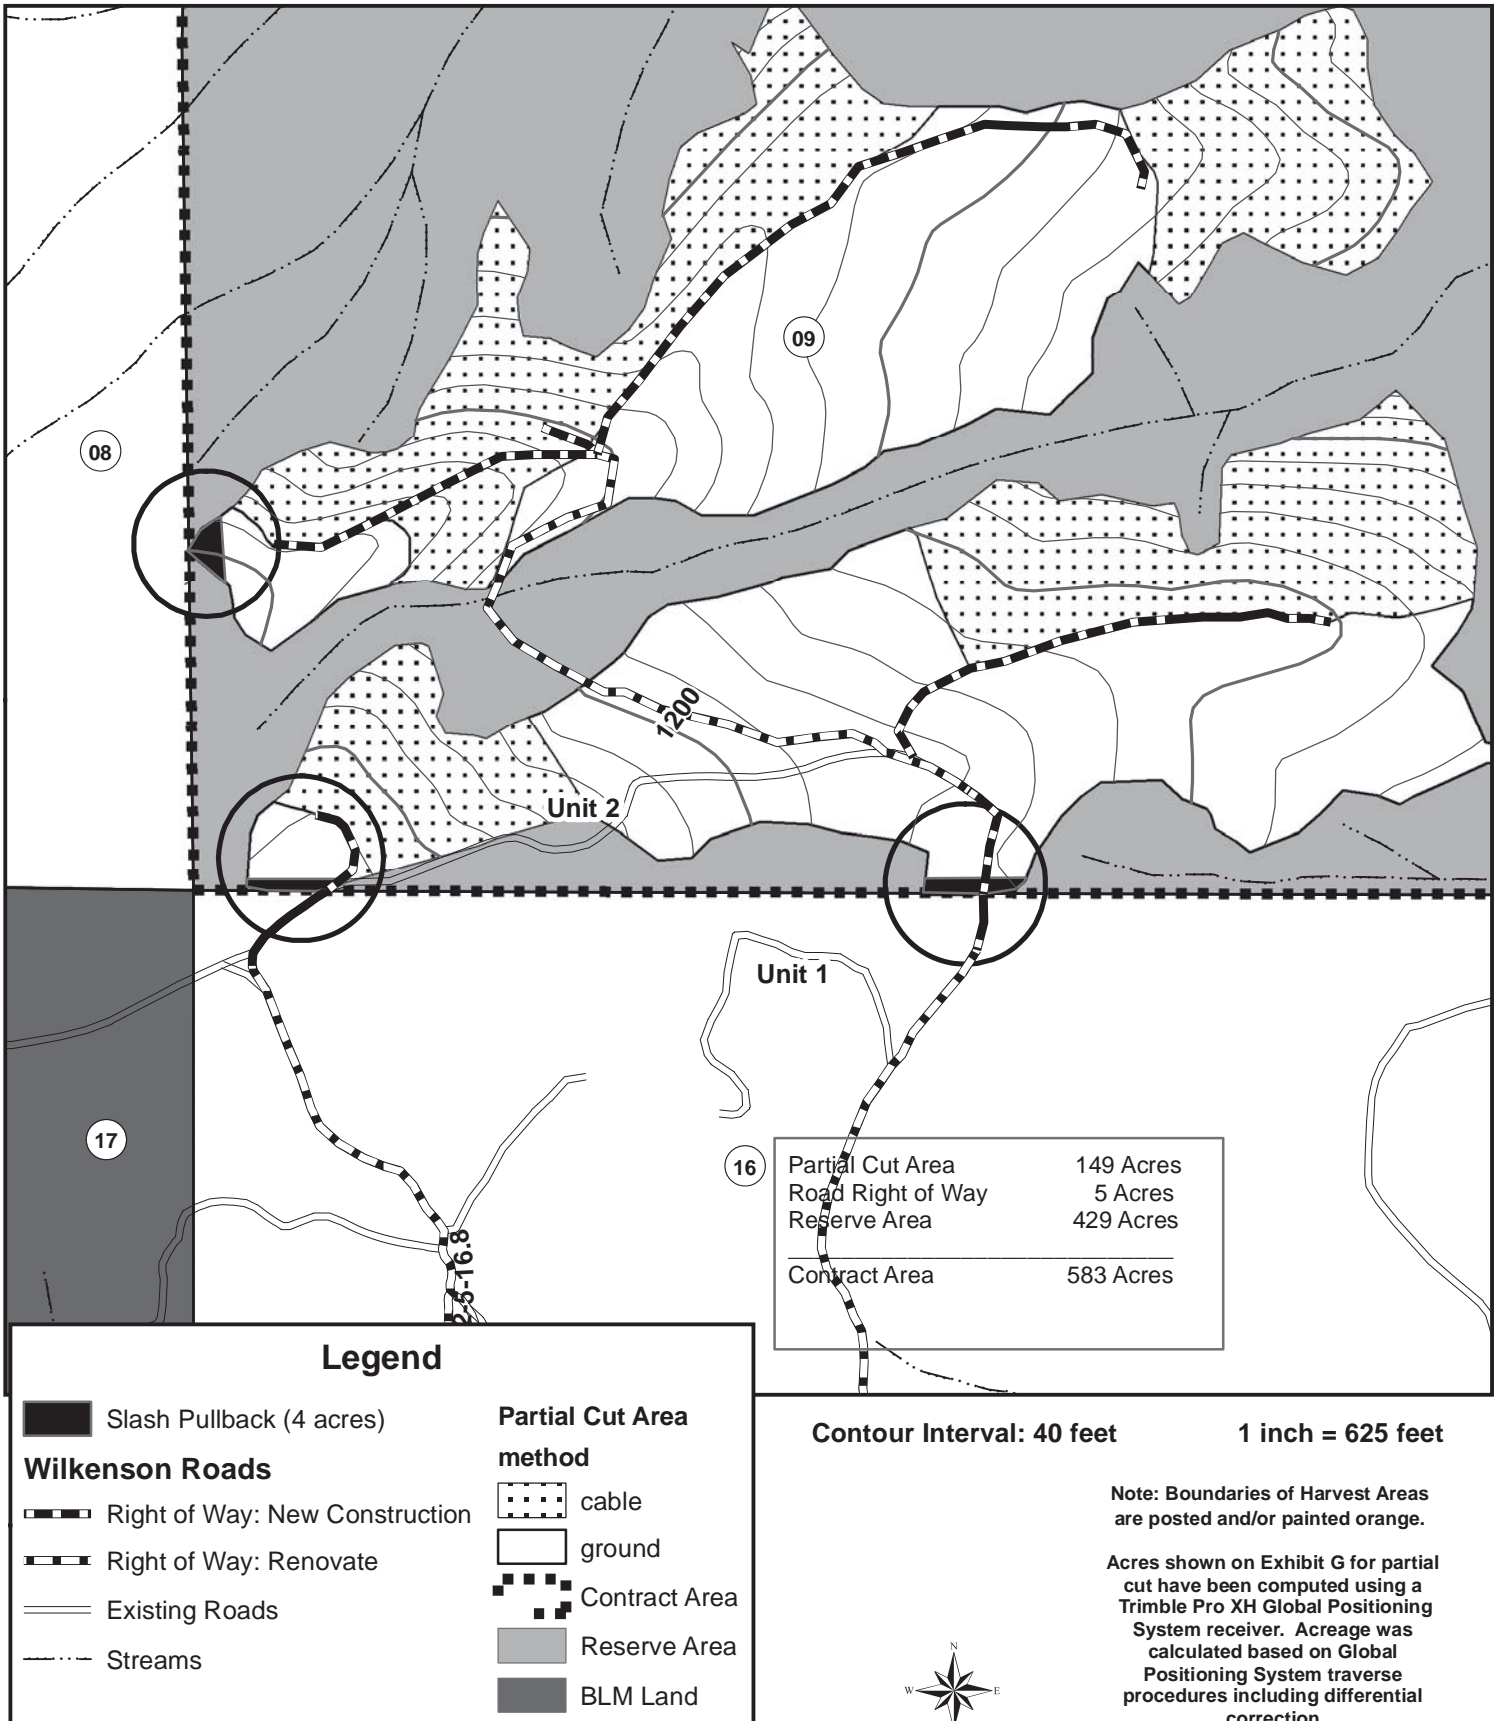 09
08
1200
Unit 2
Unit 1
17
16
Partial Cut Area 149 Acres
Road Right of Way 5 Acres
Reserve Area 429 Acres
Contract Area 583 Acres
2-5-16.8
Legend
Slash Pullback (4 acres)
Wilkenson Roads
Right of Way: New Construction
Right of Way: Renovate
Existing Roads
Streams
Partial Cut Area
method
cable
ground
Contract Area
Reserve Area
BLM Land
Contour Interval: 40 feet 1 inch = 625 feet
Note: Boundaries of Harvest Areas
are posted and/or painted orange.
Acres shown on Exhibit G for partial
cut have been computed using a
Trimble Pro XH Global Positioning
System receiver. Acreage was
calculated based on Global
Positioning System traverse
procedures including differential
correction
N
W E